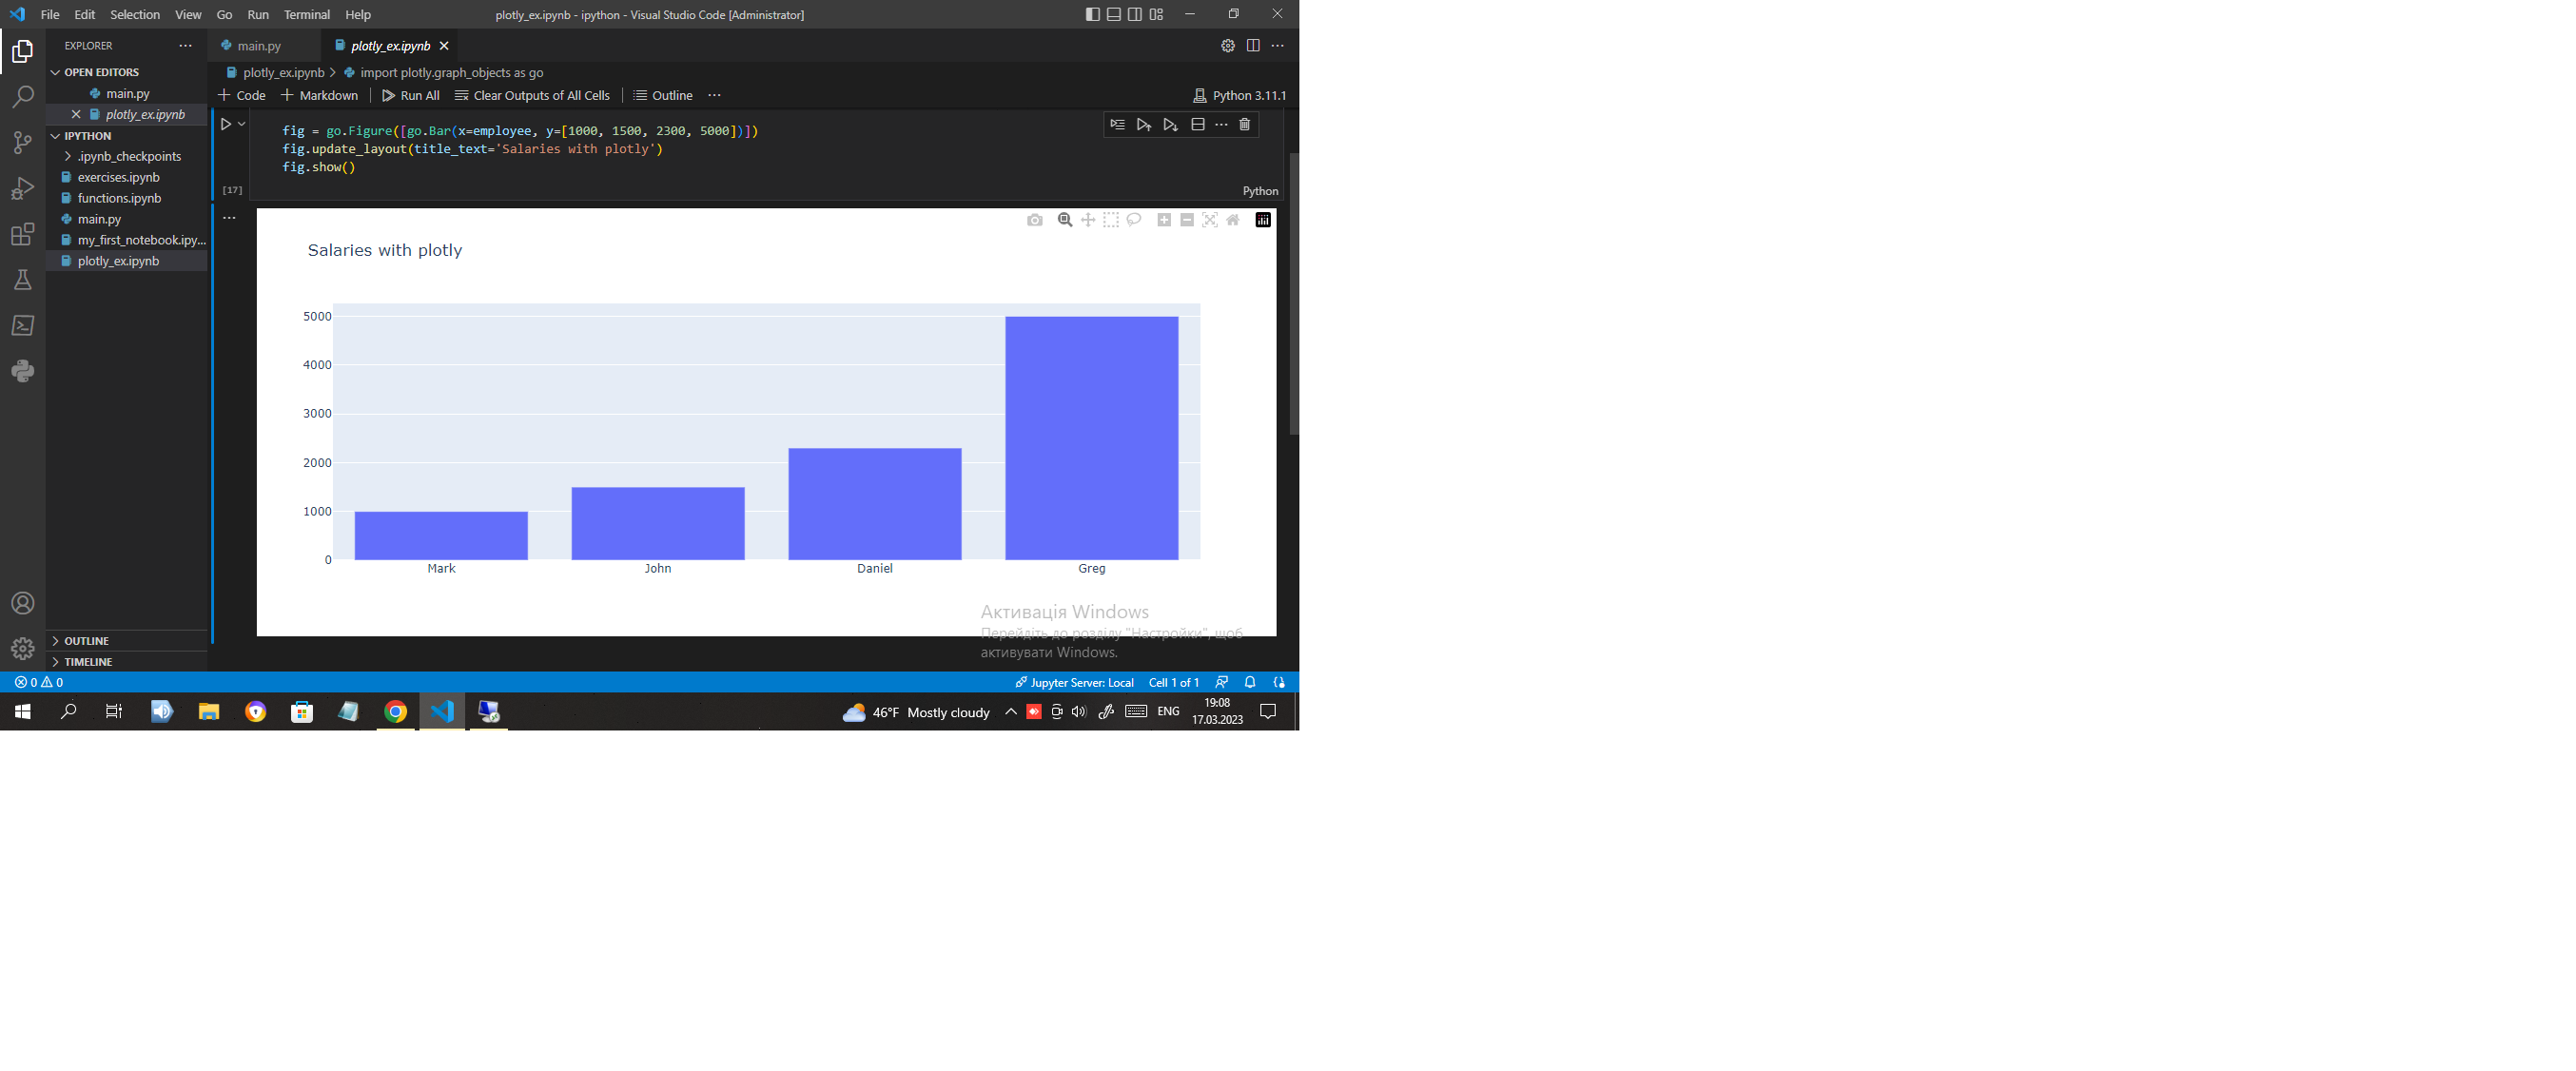 File Edit Selection View Go Run Terminal Help
plotly_ex.ipynb - ipython - Visual Studio Code [Administrator]
EXPLORER
main.py
plotly_ex.ipynb
OPEN EDITORS
main.py
plotly_ex.ipynb
IPYTHON
.ipynb_checkpoints
exercises.ipynb
functions.ipynb
main.py
my_first_notebook.ipy...
plotly_ex.ipynb
OUTLINE
TIMELINE
plotly_ex.ipynb > import plotly.graph_objects as go
+ Code + Markdown Run All Clear Outputs of All Cells Outline ...
Python 3.11.1
fig = go.Figure([go.Bar(x=employee, y=[1000, 1500, 2300, 5000])])
fig.update_layout(title_text='Salaries with plotly')
fig.show()
[17]
Python
Salaries with plotly
5000
4000
3000
2000
1000
0
Mark John Daniel Greg
Активація Windows
Перейдіть до розділу "Настройки", щоб
активувати Windows.
0 0
Jupyter Server: Local Cell 1 of 1
46°F Mostly cloudy
ENG
19:08
17.03.2023